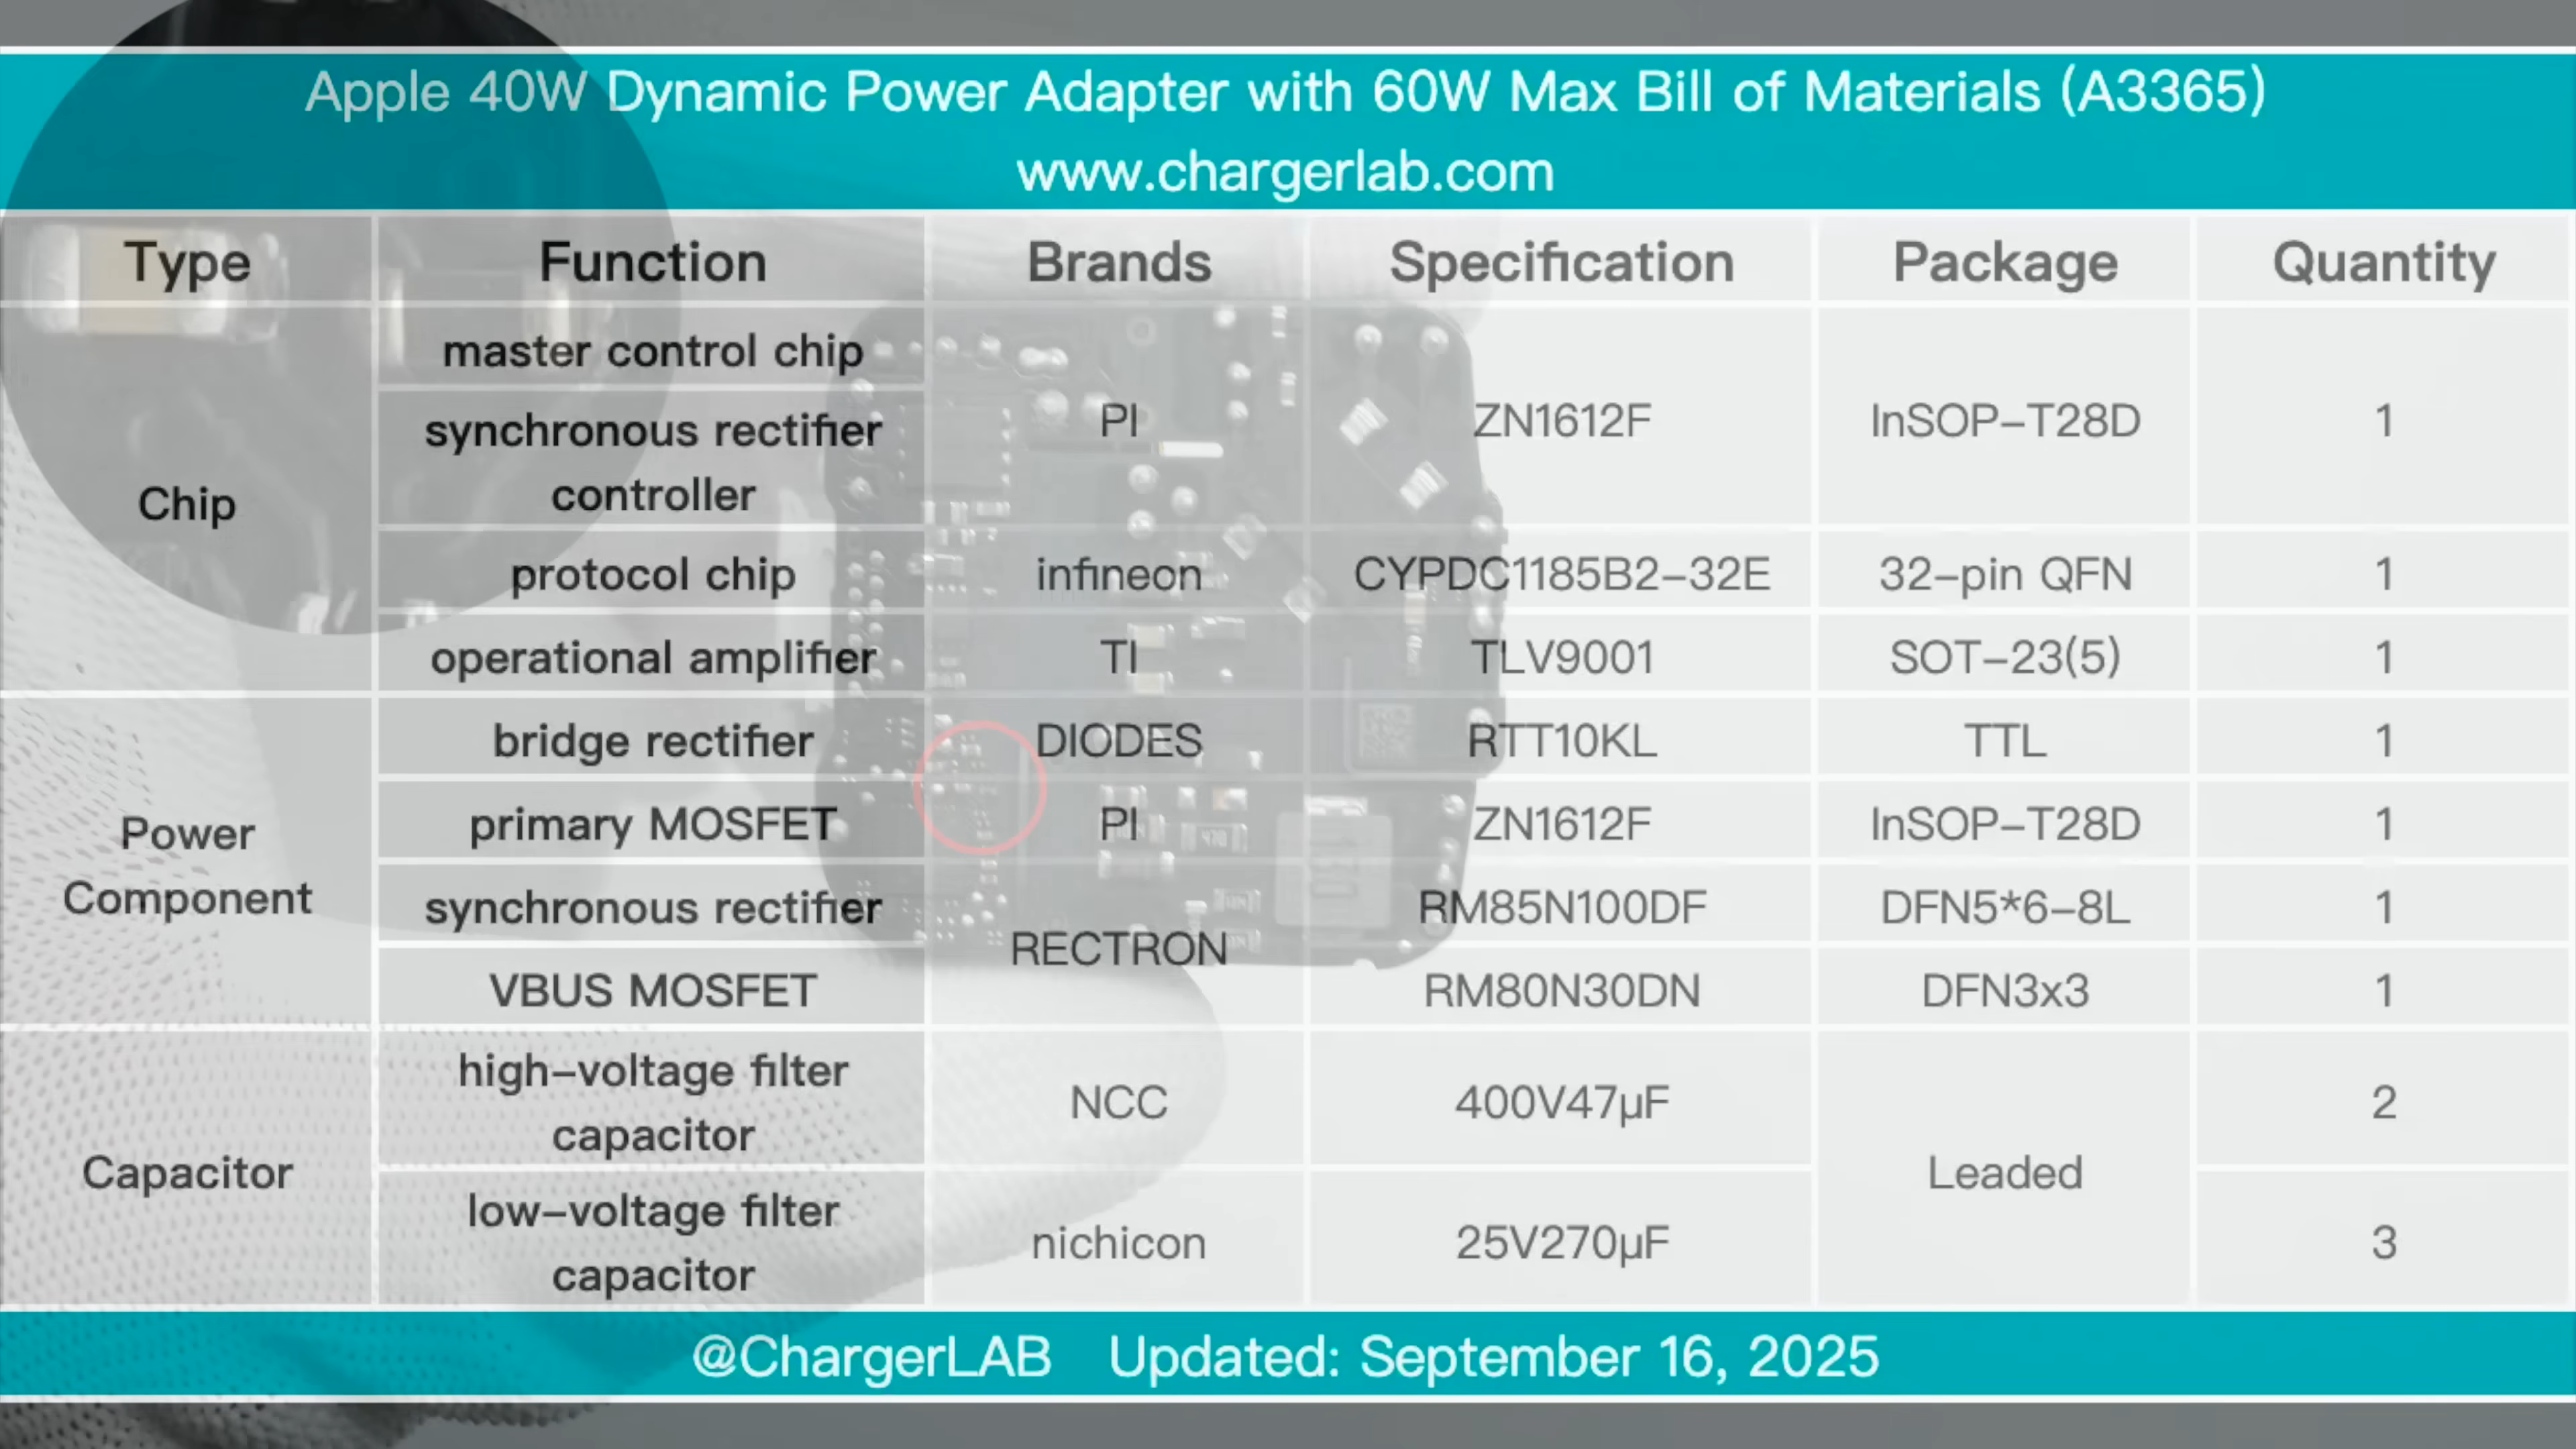 Apple 40W Dynamic Power Adapter with 60W Max Bill of Materials (A3365)
www.chargerlab.com
Type Function Brands Specification Package Quantity
Chip
master control chip
synchronous rectifier
controller
PI ZN1612F InSOP–T28D 1
protocol chip infineon CYPDC1185B2–32E 32–pin QFN 1
operational amplifier TI TLV9001 SOT–23(5) 1
Power
Component
bridge rectifier DIODES RTT10KL TTL 1
primary MOSFET PI ZN1612F InSOP–T28D 1
synchronous rectifier RM85N100DF DFN5*6–8L 1
RECTRON
VBUS MOSFET RM80N30DN DFN3x3 1
Capacitor
high–voltage filter
capacitor
NCC 400V47μF 2
Leaded
low–voltage filter
capacitor
nichicon 25V270μF 3
@ChargerLAB Updated: September 16, 2025